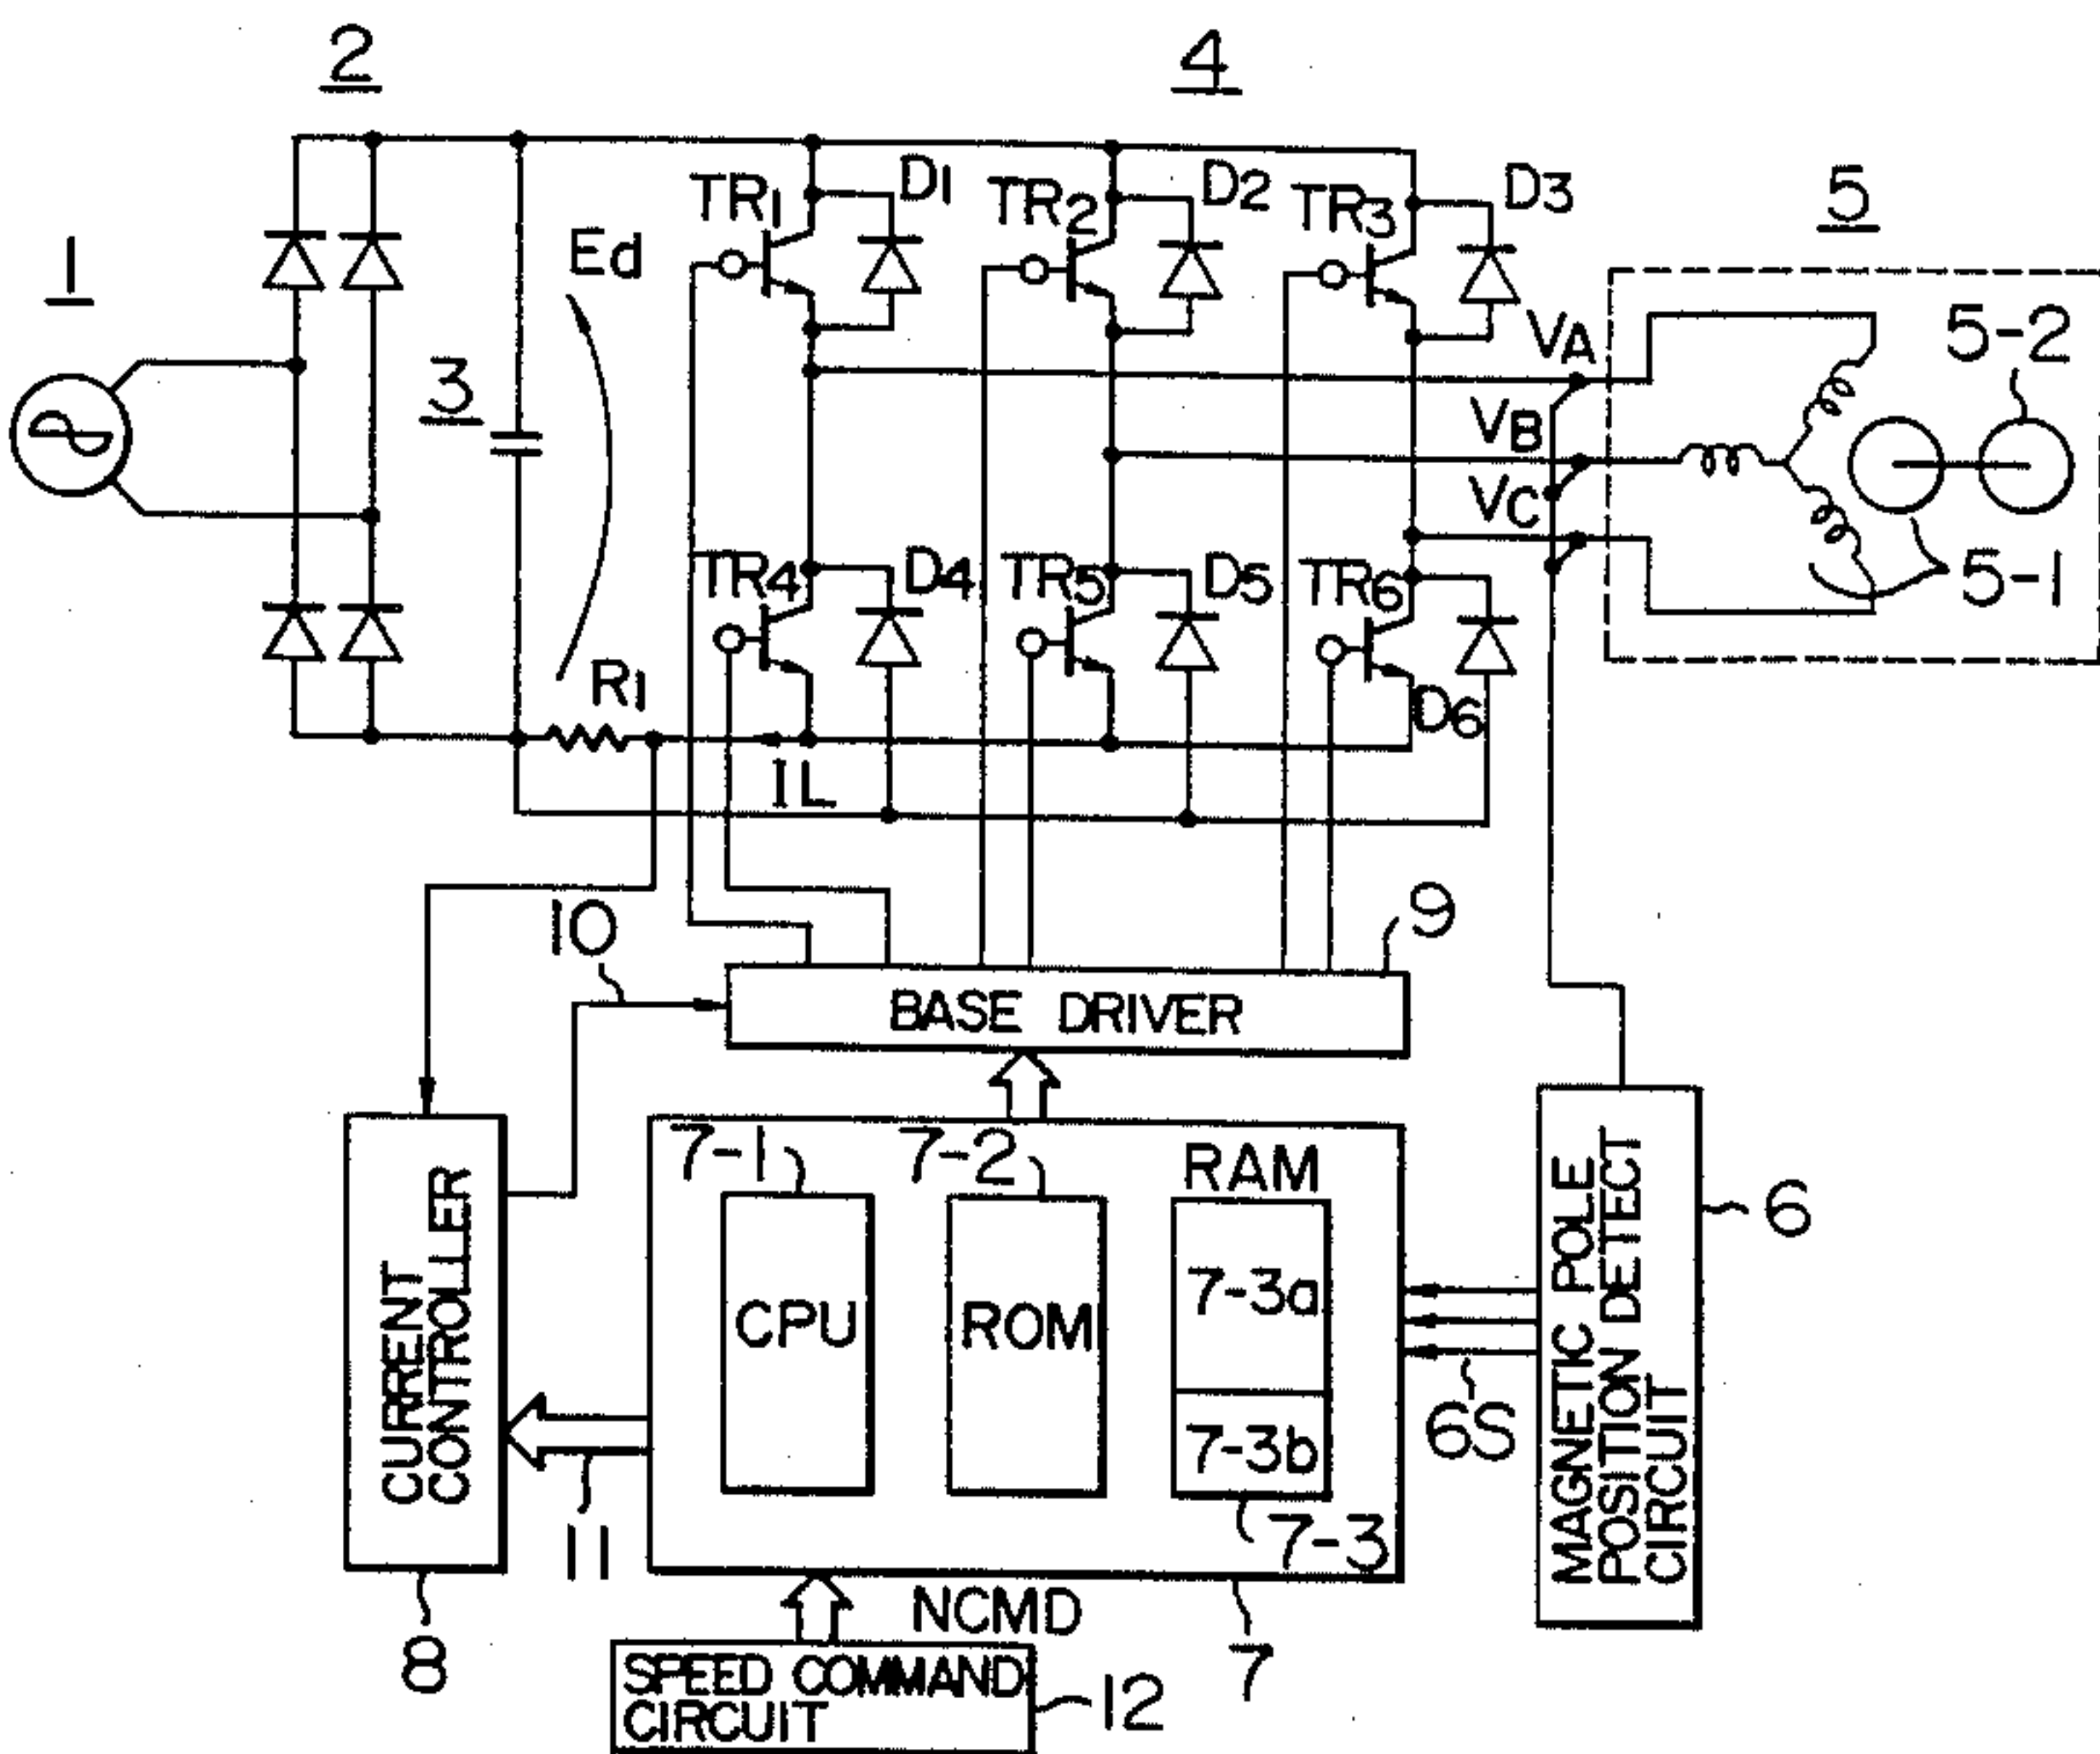 2
4
D1
D2
D3
TR1
TR2
TR3
5
1
Ed
VA
5-2
3
VB
VC
TR4
D4
TR5
D5
TR6
5-1
R1
D6
IL
9
10
BASE DRIVER
7-1
7-2
RAM
6
CPU
ROM
7-3a
7-3b
6S
CURRENT
CONTROLLER
MAGNETIC POLE
POSITION DETECT
CIRCUIT
11
7-3
NCMD
8
7
SPEED COMMAND
CIRCUIT
12